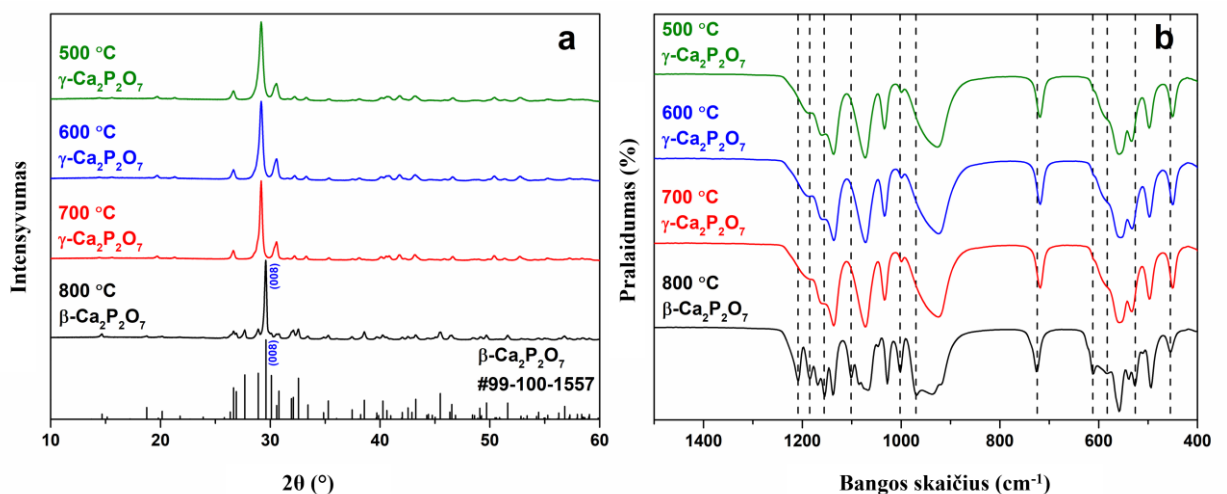 a
500 °C
γ-Ca₂P₂O₇
600 °C
γ-Ca₂P₂O₇
700 °C
γ-Ca₂P₂O₇
800 °C
β-Ca₂P₂O₇
(008)
(008)
β-Ca₂P₂O₇
#99-100-1557
Intensyvumas
10 20 30 40 50 60
2θ (°)
b
500 °C
γ-Ca₂P₂O₇
600 °C
γ-Ca₂P₂O₇
700 °C
γ-Ca₂P₂O₇
800 °C
β-Ca₂P₂O₇
Pralaidumas (%)
1400 1200 1000 800 600 400
Bangos skaičius (cm⁻¹)